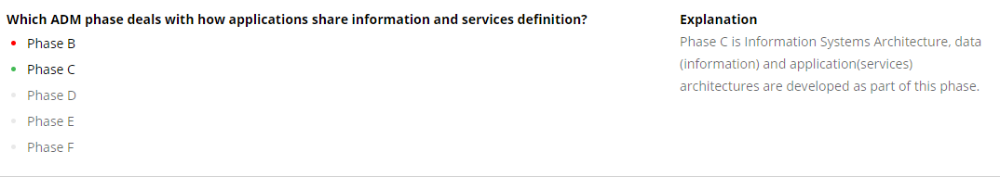 Which ADM phase deals with how applications share information and services definition?
Phase B
Phase C
Phase D
Phase E
Phase F
Explanation
Phase C is Information Systems Architecture, data
(information) and application(services)
architectures are developed as part of this phase.